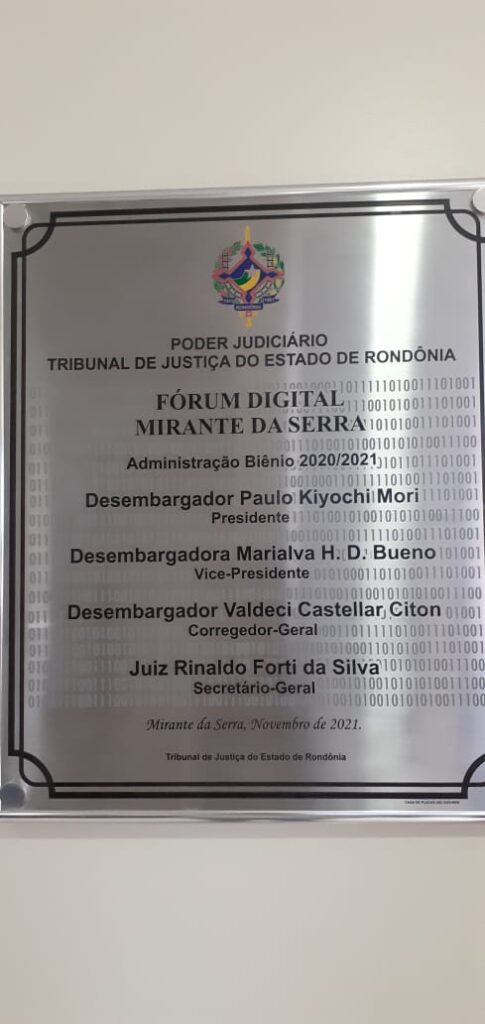 PODER JUDICIÁRIO
TRIBUNAL DE JUSTIÇA DO ESTADO DE RONDÔNIA
FÓRUM DIGITAL
MIRANTE DA SERRA
Administração Biênio 2020/2021
Desembargador Paulo Kiyochi Mori
Presidente
Desembargadora Marialva H. D. Bueno
Vice-Presidente
Desembargador Valdeci Castellar Citon
Corregedor-Geral
Juiz Rinaldo Forti da Silva
Secretário-Geral
Mirante da Serra, Novembro de 2021.
Tribunal de Justiça do Estado de Rondônia